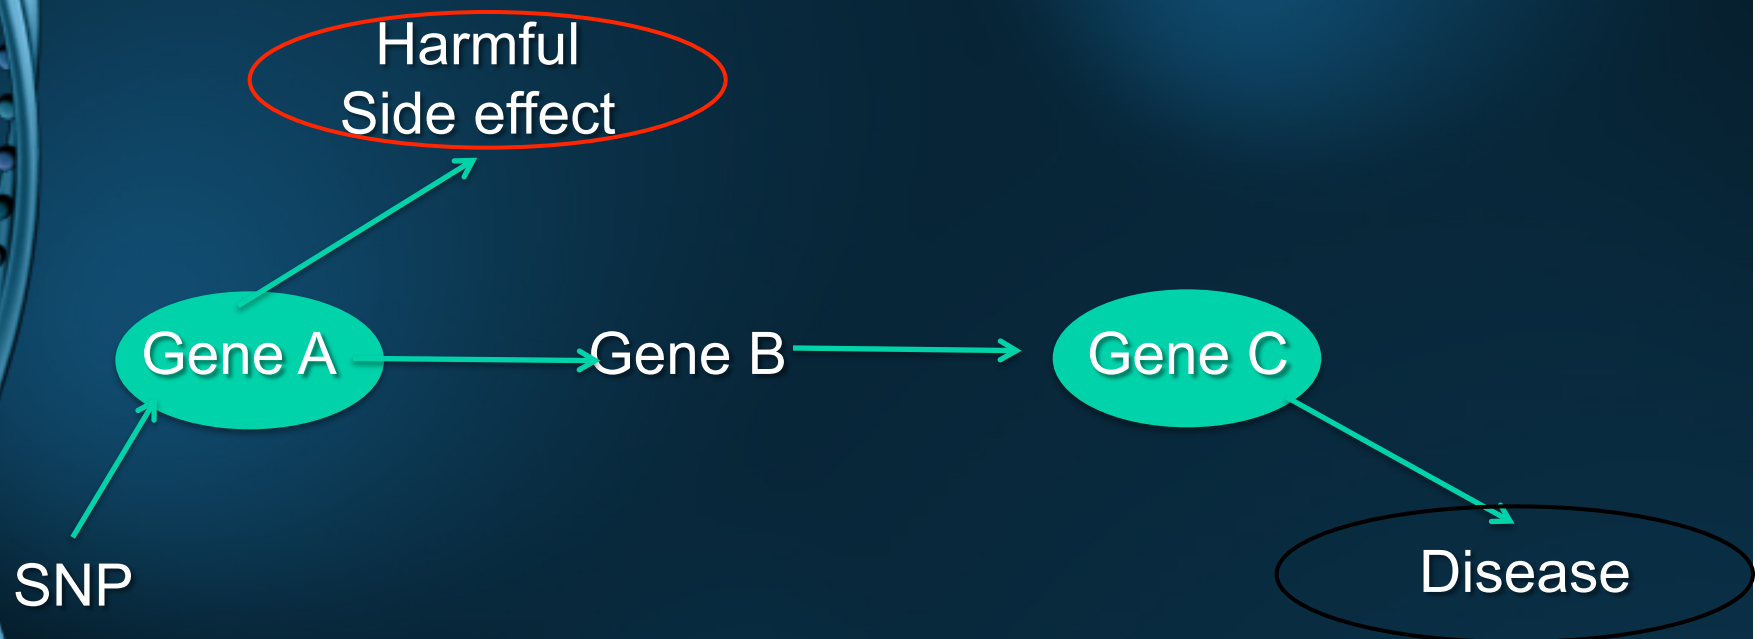 Harmful
Side effect
Gene A
Gene B
Gene C
SNP
Disease